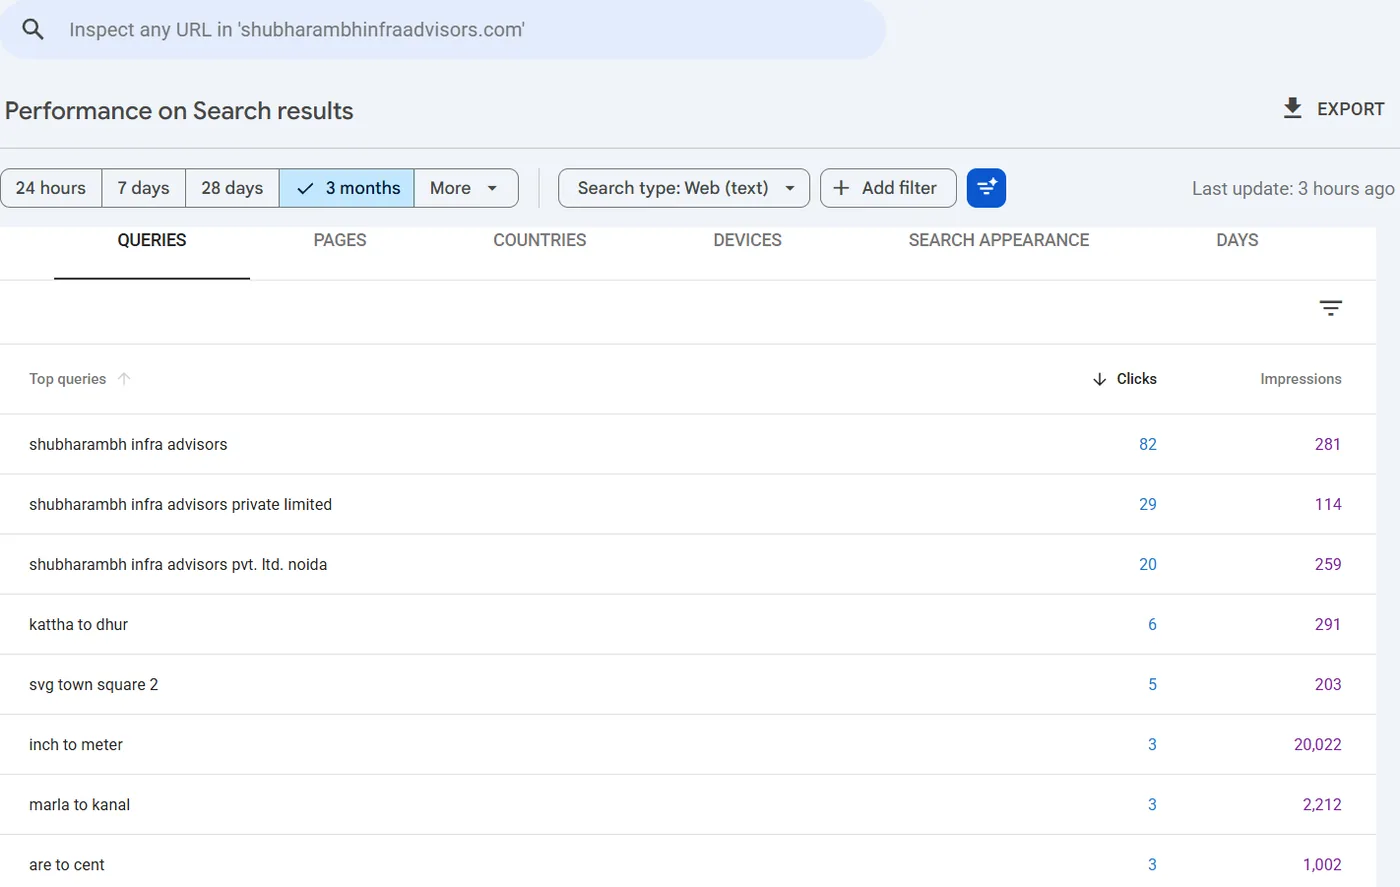 Inspect any URL in 'shubharambhinfraadvisors.com'
Performance on Search results
EXPORT
24 hours 7 days 28 days 3 months More Search type: Web (text) Add filter Last update: 3 hours ago
QUERIES PAGES COUNTRIES DEVICES SEARCH APPEARANCE DAYS
Top queries Clicks Impressions
shubharambh infra advisors 82 281
shubharambh infra advisors private limited 29 114
shubharambh infra advisors pvt. ltd. noida 20 259
kattha to dhur 6 291
svg town square 2 5 203
inch to meter 3 20,022
marla to kanal 3 2,212
are to cent 3 1,002